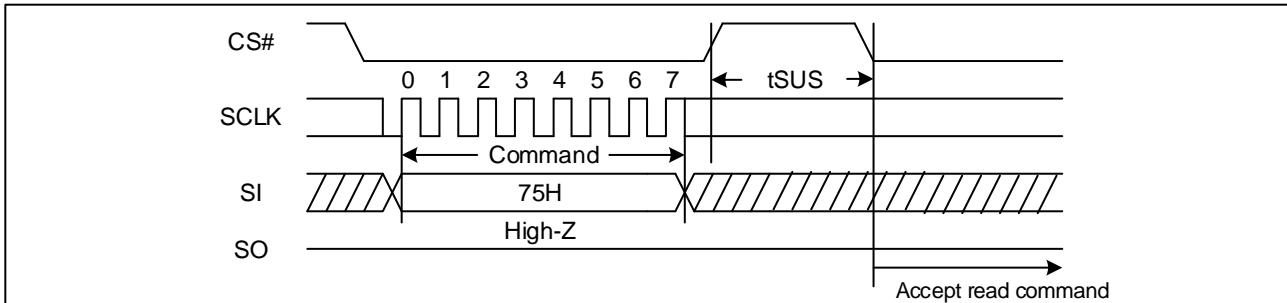 CS#
tSUS
0 1 2 3 4 5 6 7
SCLK
Command
SI
75H
High-Z
SO
Accept read command